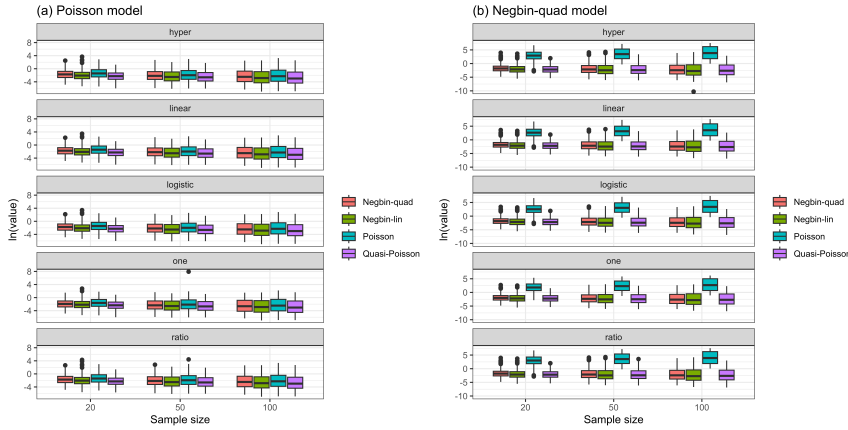 (a) Poisson model
hyper
8
4
0
-4
linear
8
4
0
-4
logistic
8
4
0
-4
one
8
4
0
-4
ratio
8
4
0
-4
20
50
100
Sample size
ln(value)
Negbin-quad
Negbin-lin
Poisson
Quasi-Poisson
(b) Negbin-quad model
hyper
5
0
-5
-10
linear
5
0
-5
-10
logistic
5
0
-5
-10
one
5
0
-5
-10
ratio
5
0
-5
-10
20
50
100
Sample size
ln(value)
Negbin-quad
Negbin-lin
Poisson
Quasi-Poisson